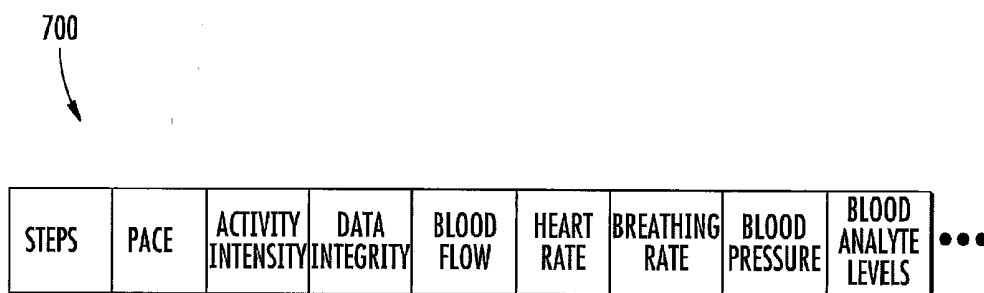 700
STEPS
PACE
ACTIVITY
INTENSITY
DATA
INTEGRITY
BLOOD
FLOW
HEART
RATE
BREATHING
RATE
BLOOD
PRESSURE
BLOOD
ANALYTE
LEVELS